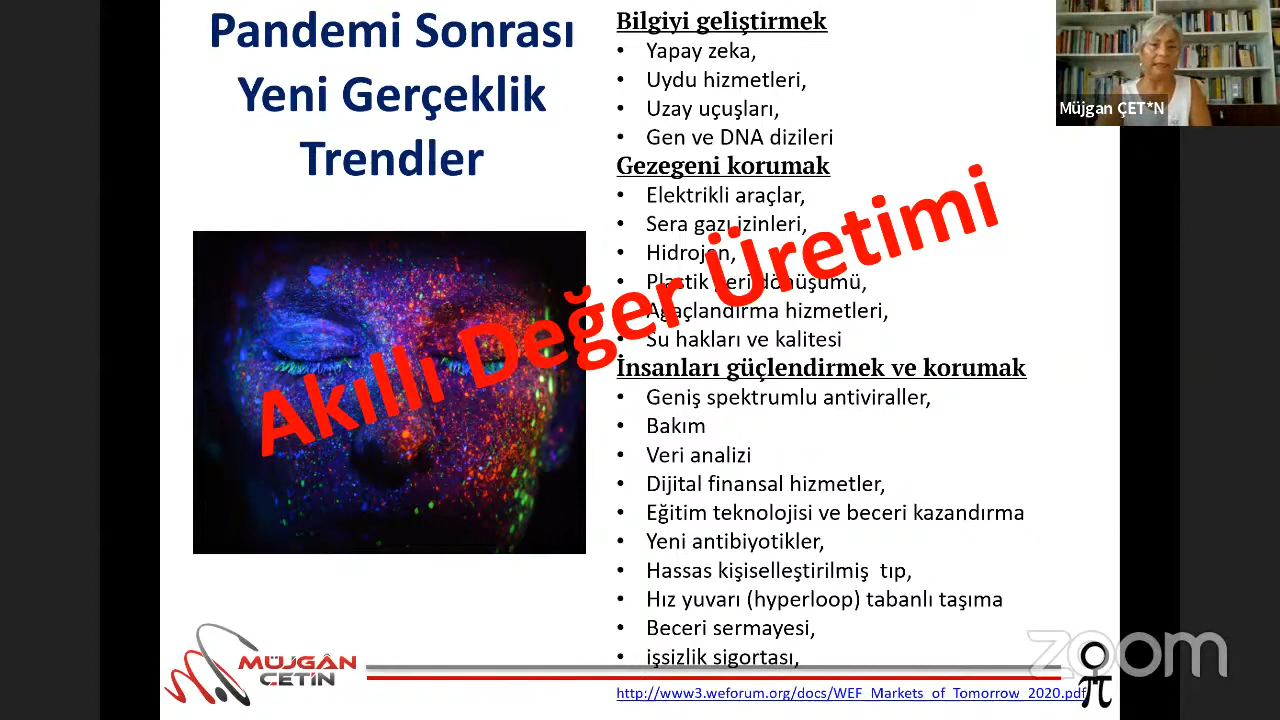 Pandemi Sonrası
Yeni Gerçeklik
Trendler
Bilgiyi geliştirmek
• Yapay zeka,
• Uydu hizmetleri,
• Uzay uçuşları,
• Gen ve DNA dizileri
Gezegeni korumak
• Elektrikli araçlar,
• Sera gazı izinleri,
• Hidrojen,
• Plastik geri dönüşümü,
• Ağaçlandırma hizmetleri,
• Su hakları ve kalitesi
İnsanları güçlendirmek ve korumak
• Geniş spektrumlu antiviraller,
• Bakım
• Veri analizi
• Dijital finansal hizmetler,
• Eğitim teknolojisi ve beceri kazandırma
• Yeni antibiyotikler,
• Hassas kişiselleştirilmiş tıp,
• Hız yuvarı (hyperloop) tabanlı taşıma
• Beceri sermayesi,
• işsizlik sigortası,
http://www3.weforum.org/docs/WEF_Markets_of_Tomorrow_2020.pdf
Akıllı Değer Üretimi
Müjgan ÇET*N
MÜJGÂN
ÇETİN
zoom
π